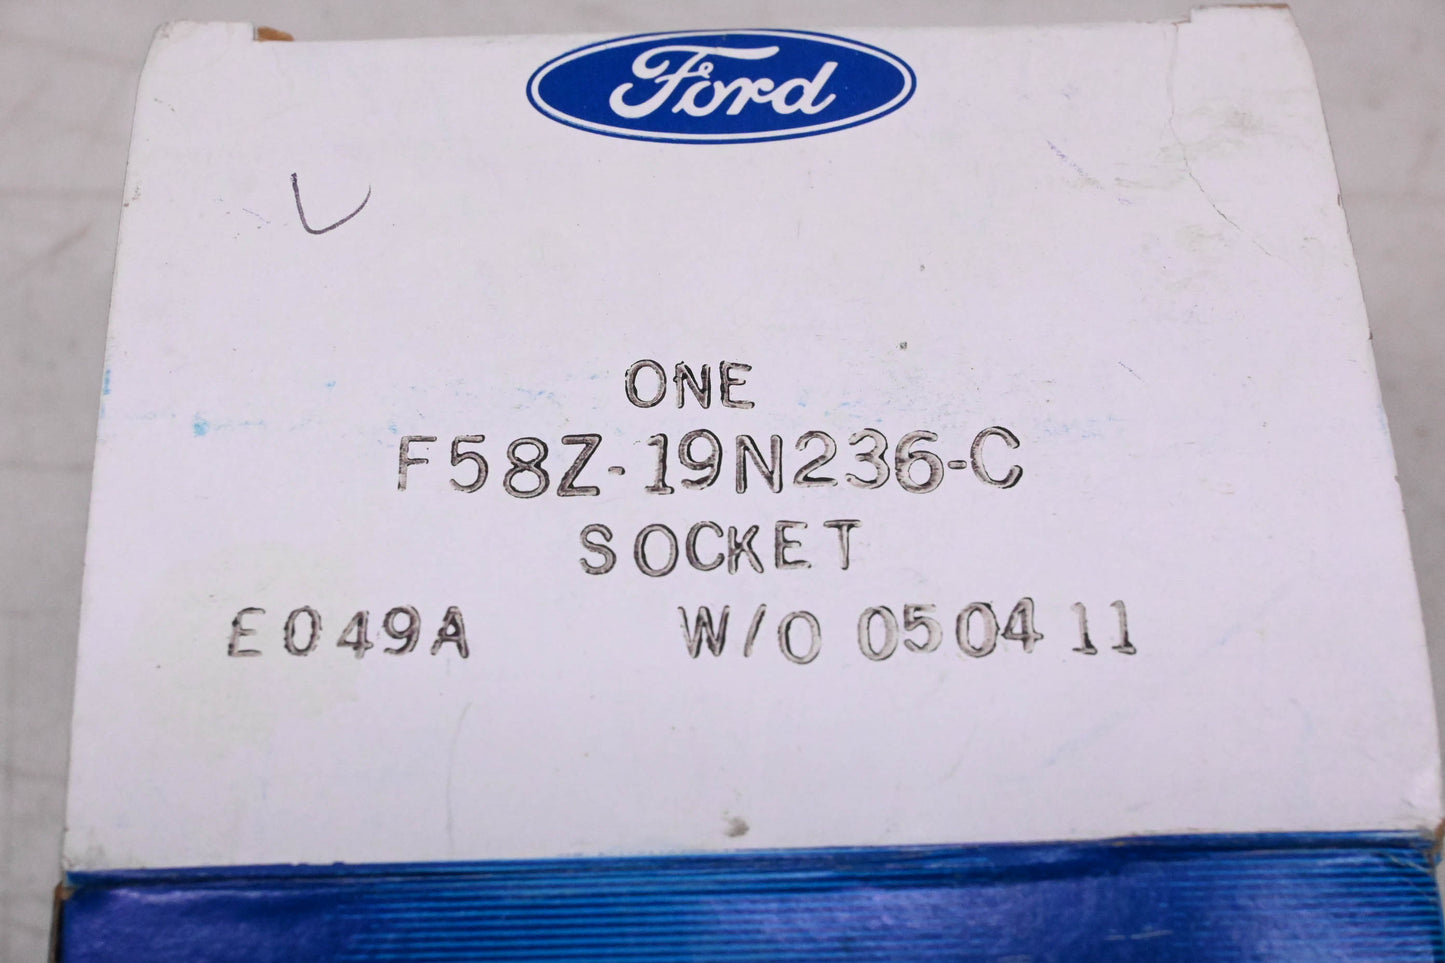 Ford
ONE
F58Z-19N236-C
SOCKET
E049A W/O 050411